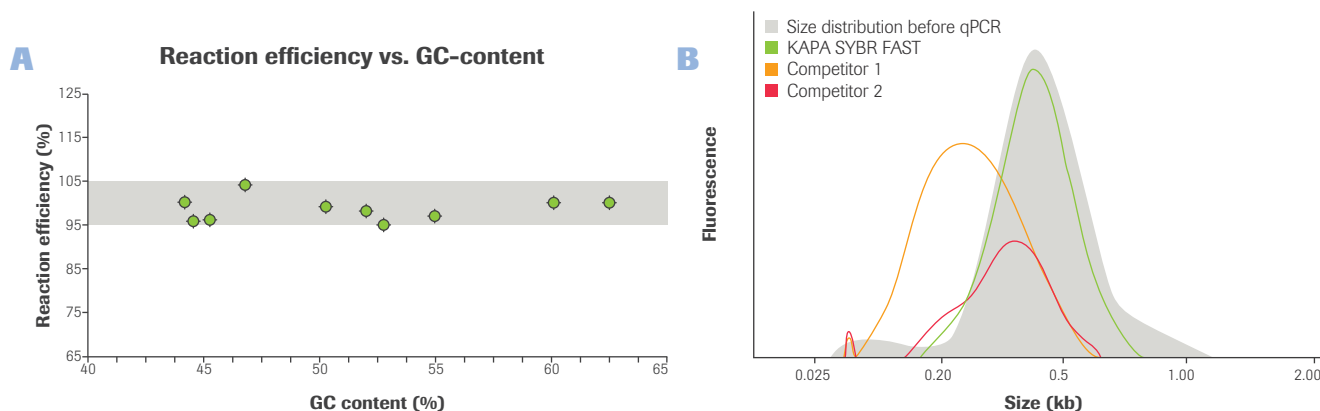 A
Reaction efficiency vs. GC-content
Reaction efficiency (%)
125
115
105
95
85
75
65
40
45
50
55
60
65
GC content (%)
B
Size distribution before qPCR
KAPA SYBR FAST
Competitor 1
Competitor 2
Fluorescence
0.025
0.20
0.5
1.00
2.00
Size (kb)